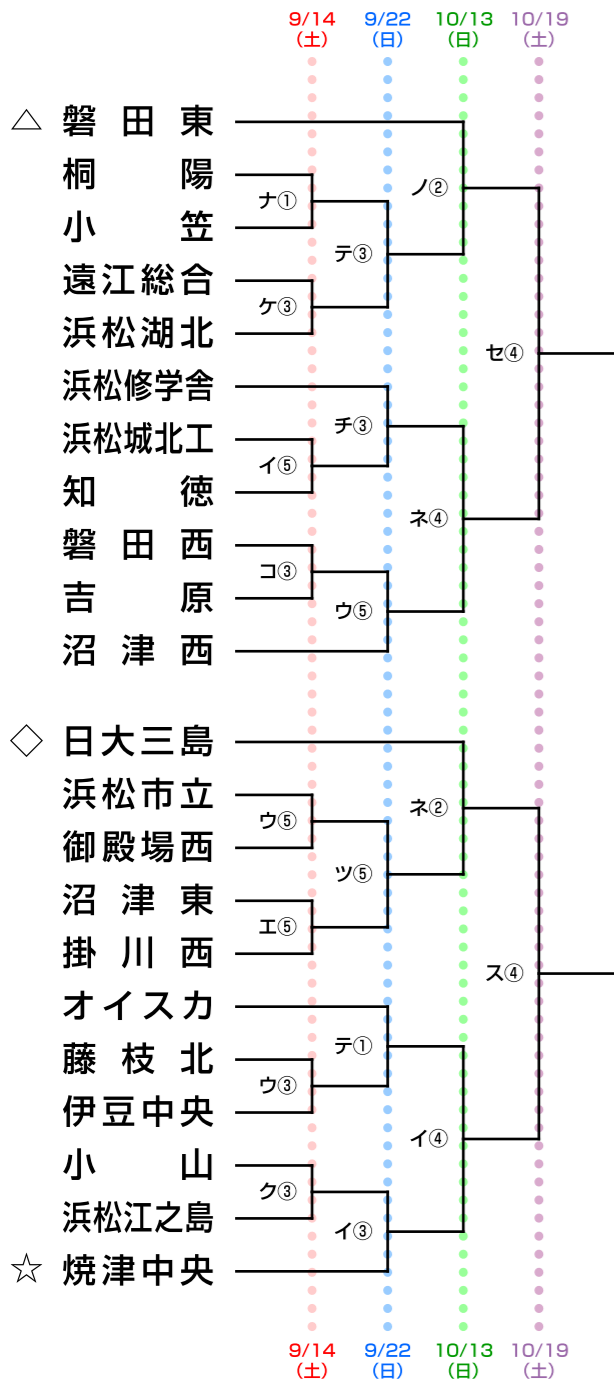 9/14 9/22 10/13 10/19
(土) (日) (日) (土)
△ 磐田東
桐陽
ナ① ノ②
小笠
テ③
遠江総合
ケ③
浜松湖北
セ④
浜松修学舎
チ③
浜松城北工
イ⑤
知徳
ネ④
磐田西
コ③
吉原
ウ⑤
沼津西
◇ 日大三島
浜松市立
ウ⑤ ネ②
御殿場西
ツ⑤
沼津東
エ⑤
掛川西
ス④
オイスカ
テ①
藤枝北
ウ③
伊豆中央
イ④
小山
ク③
浜松江之島
イ③
☆ 焼津中央
9/14 9/22 10/13 10/19
(土) (日) (日) (土)